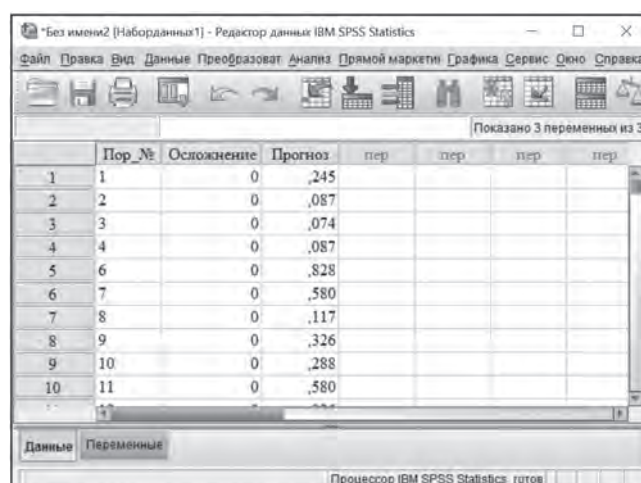 *Без имени2 [Наборданных1] - Редактор данных IBM SPSS Statistics
Файл Правка Вид Данные Преобразоват Анализ Прямой маркетин Графика Сервис Окно Справка
Показано 3 переменных из 3
Пор_№ Осложнение Прогноз пер пер пер пер
1 1 0 ,245
2 2 0 ,087
3 3 0 ,074
4 4 0 ,087
5 6 0 ,828
6 7 0 ,580
7 8 0 ,117
8 9 0 ,326
9 10 0 ,288
10 11 0 ,580
Данные Переменные
Процессор IBM SPSS Statistics готов